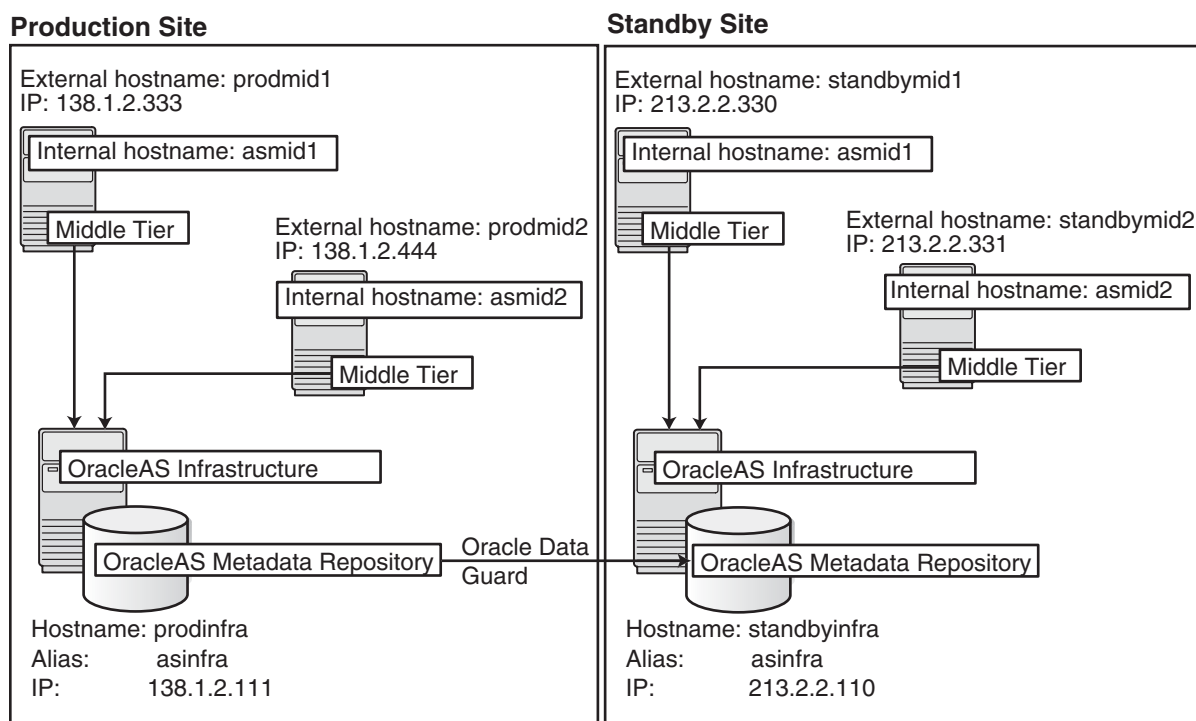 Production Site
External hostname: prodmid1
IP: 138.1.2.333
Internal hostname: asmid1
Middle Tier
External hostname: prodmid2
IP: 138.1.2.444
Internal hostname: asmid2
Middle Tier
OracleAS Infrastructure
OracleAS Metadata Repository
Hostname: prodinfra
Alias: asinfra
IP: 138.1.2.111
Oracle Data
Guard
Standby Site
External hostname: standbymid1
IP: 213.2.2.330
Internal hostname: asmid1
Middle Tier
External hostname: standbymid2
IP: 213.2.2.331
Internal hostname: asmid2
Middle Tier
OracleAS Infrastructure
OracleAS Metadata Repository
Hostname: standbyinfra
Alias: asinfra
IP: 213.2.2.110